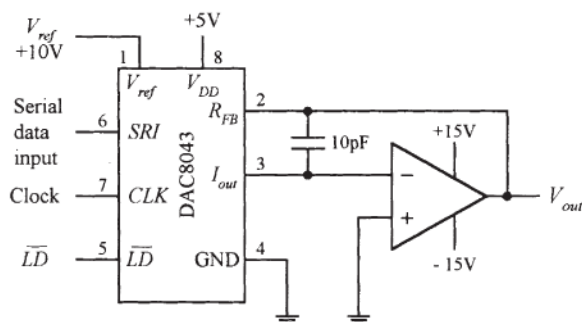 V_ref
+10V
+5V
1
8
V_ref
V_DD
2
R_FB
Serial
data
input
6
SRI
DAC8043
10pF
3
I_out
+15V
−
+
V_out
Clock
7
CLK
LD
5
LD
GND
4
- 15V